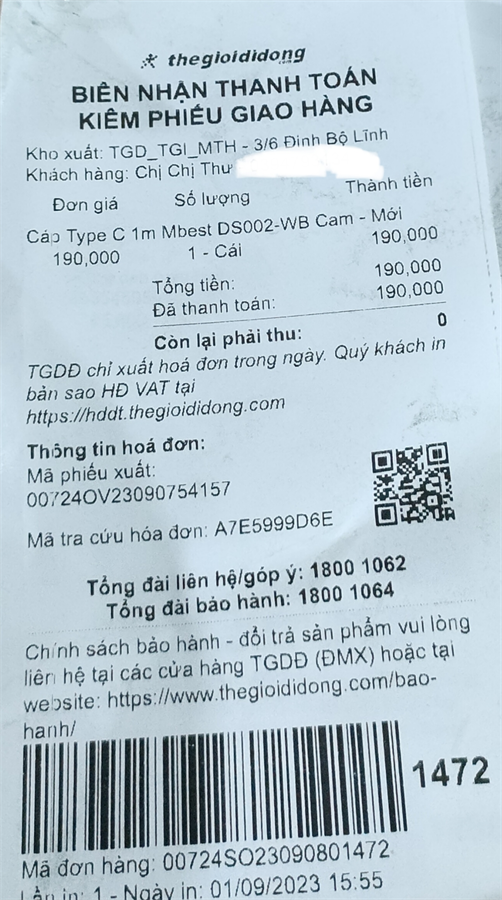 thegioididong
BIÊN NHẬN THANH TOÁN
KIÊM PHIẾU GIAO HÀNG
Kho xuất: TGD_TGI_MTH - 3/6 Đinh Bộ Lĩnh
Khách hàng: Chị Chị Thư
Đơn giá Số lượng Thành tiền
Cáp Type C 1m Mbest DS002-WB Cam - Mới
190,000 1 - Cái 190,000
Tổng tiền: 190,000
Đã thanh toán: 190,000
Còn lại phải thu: 0
TGDĐ chỉ xuất hoá đơn trong ngày. Quý khách in
bản sao HĐ VAT tại
https://hddt.thegioididong.com
Thông tin hoá đơn:
Mã phiếu xuất:
00724OV23090754157
Mã tra cứu hóa đơn: A7E5999D6E
Tổng đài liên hệ/góp ý: 1800 1062
Tổng đài bảo hành: 1800 1064
Chính sách bảo hành - đổi trả sản phẩm vui lòng
liên hệ tại các cửa hàng TGDĐ (ĐMX) hoặc tại
website: https://www.thegioididong.com/bao-
hanh/
1472
Mã đơn hàng: 00724SO23090801472
Lần in: 1 - Ngày in: 01/09/2023 15:55